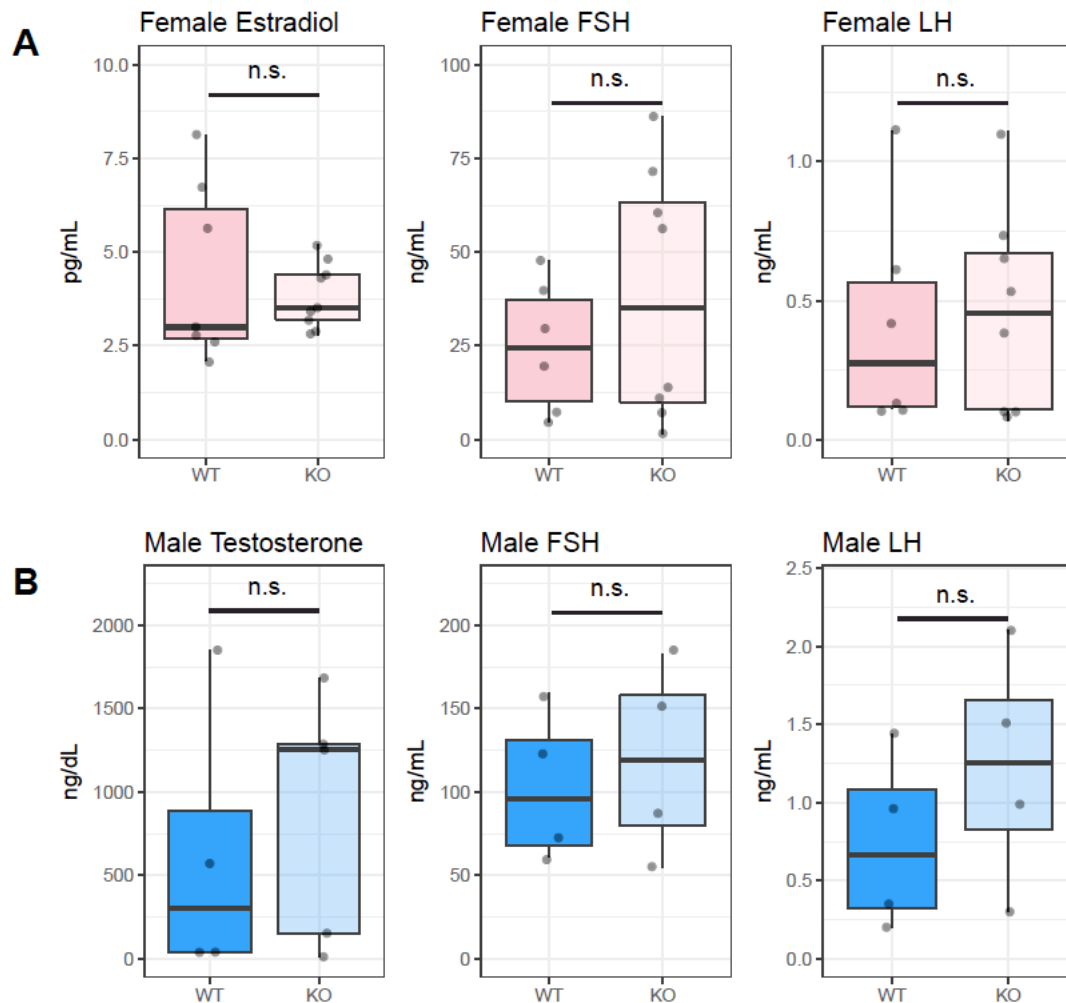 A
Female Estradiol
Female FSH
Female LH
n.s.
n.s.
n.s.
10.0
7.5
5.0
2.5
0.0
pg/mL
WT
KO
100
75
50
25
0
ng/mL
WT
KO
1.0
0.5
0.0
ng/mL
WT
KO
B
Male Testosterone
Male FSH
Male LH
n.s.
n.s.
n.s.
2000
1500
1000
500
0
ng/dL
WT
KO
200
150
100
50
0
ng/mL
WT
KO
2.5
2.0
1.5
1.0
0.5
0.0
ng/mL
WT
KO